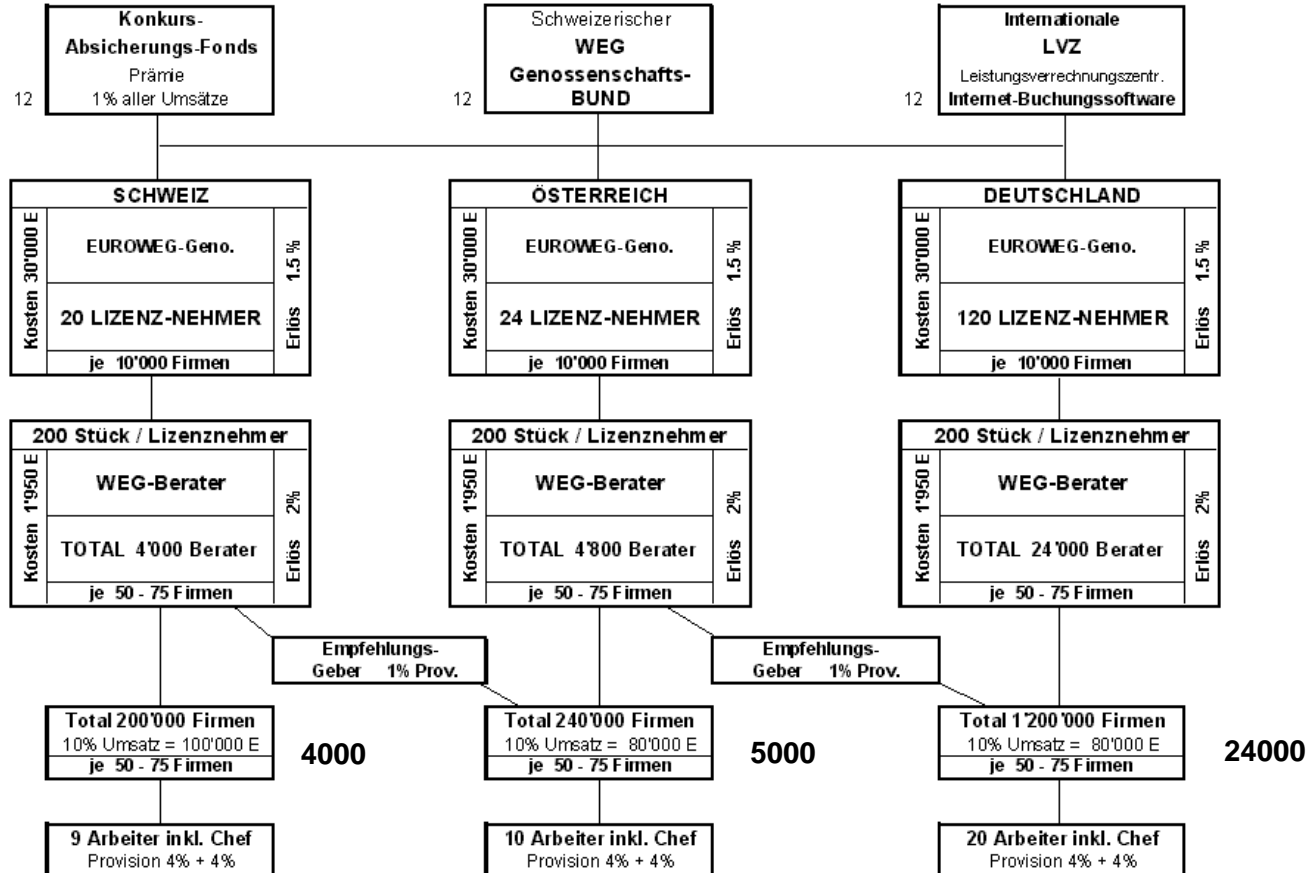 Konkurs-
Absicherungs-Fonds
Prämie
1% aller Umsätze
12
Schweizerischer
WEG
Genossenschafts-
BUND
12
Internationale
LVZ
Leistungsverrechnungszentr.
Internet-Buchungssoftware
12
SCHWEIZ
Kosten 30'000 E
EUROWEG-Geno.
20 LIZENZ-NEHMER
Erlös 1.5 %
je 10'000 Firmen
ÖSTERREICH
Kosten 30'000 E
EUROWEG-Geno.
24 LIZENZ-NEHMER
Erlös 1.5 %
je 10'000 Firmen
DEUTSCHLAND
Kosten 30'000 E
EUROWEG-Geno.
120 LIZENZ-NEHMER
Erlös 1.5 %
je 10'000 Firmen
200 Stück / Lizenznehmer
Kosten 1'950 E
WEG-Berater
TOTAL 4'000 Berater
Erlös 2%
je 50 - 75 Firmen
200 Stück / Lizenznehmer
Kosten 1'950 E
WEG-Berater
TOTAL 4'800 Berater
Erlös 2%
je 50 - 75 Firmen
200 Stück / Lizenznehmer
Kosten 1'950 E
WEG-Berater
TOTAL 24'000 Berater
Erlös 2%
je 50 - 75 Firmen
Empfehlungs-
Geber 1% Prov.
Empfehlungs-
Geber 1% Prov.
Total 200'000 Firmen
10% Umsatz = 100'000 E
je 50 - 75 Firmen
4000
Total 240'000 Firmen
10% Umsatz = 80'000 E
je 50 - 75 Firmen
5000
Total 1'200'000 Firmen
10% Umsatz = 80'000 E
je 50 - 75 Firmen
24000
9 Arbeiter inkl. Chef
Provision 4% + 4%
10 Arbeiter inkl. Chef
Provision 4% + 4%
20 Arbeiter inkl. Chef
Provision 4% + 4%